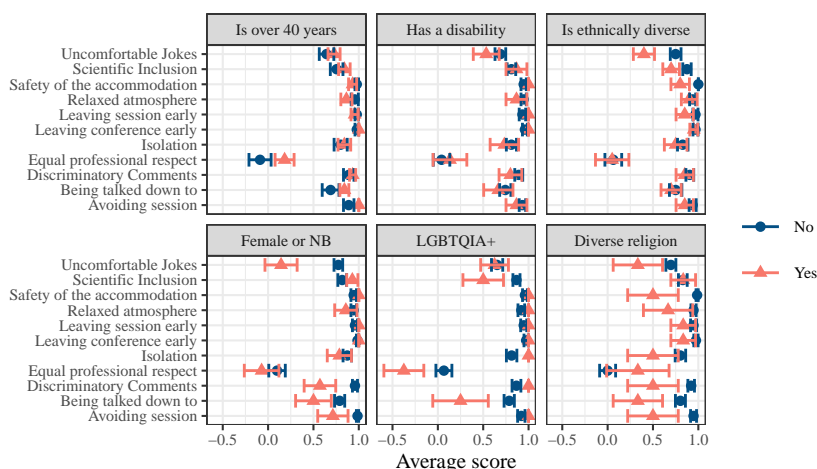 Is over 40 years
Has a disability
Is ethnically diverse
Uncomfortable Jokes
Scientific Inclusion
Safety of the accommodation
Relaxed atmosphere
Leaving session early
Leaving conference early
Isolation
Equal professional respect
Discriminatory Comments
Being talked down to
Avoiding session
Female or NB
LGBTQIA+
Diverse religion
Uncomfortable Jokes
Scientific Inclusion
Safety of the accommodation
Relaxed atmosphere
Leaving session early
Leaving conference early
Isolation
Equal professional respect
Discriminatory Comments
Being talked down to
Avoiding session
−0.5 0.0 0.5 1.0 −0.5 0.0 0.5 1.0 −0.5 0.0 0.5 1.0
Average score
No
Yes